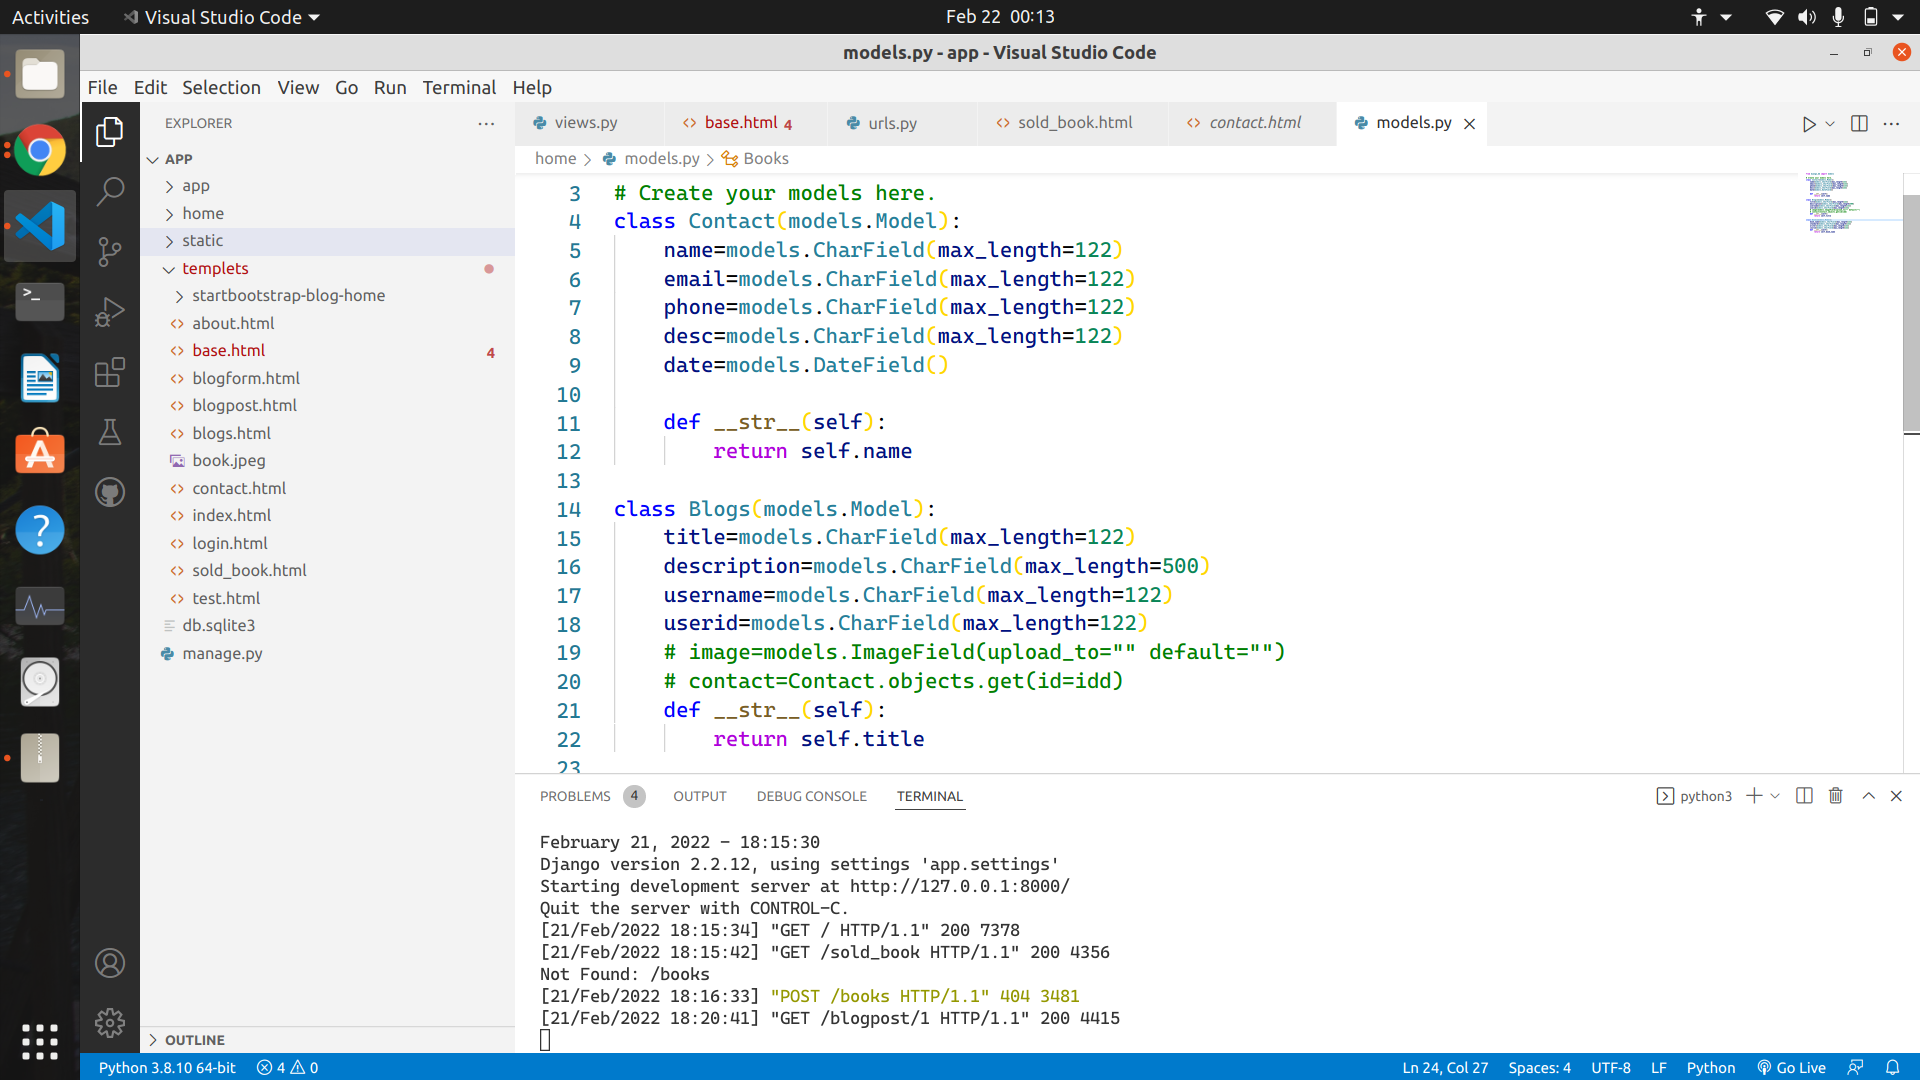 Activities
Visual Studio Code
Feb 22 00:13
models.py - app - Visual Studio Code
File Edit Selection View Go Run Terminal Help
EXPLORER
APP
app
home
static
templets
startbootstrap-blog-home
about.html
base.html 4
blogform.html
blogpost.html
blogs.html
book.jpeg
contact.html
index.html
login.html
sold_book.html
test.html
db.sqlite3
manage.py
OUTLINE
views.py base.html 4 urls.py sold_book.html contact.html models.py
home > models.py > Books
3 # Create your models here.
4 class Contact(models.Model):
5 name=models.CharField(max_length=122)
6 email=models.CharField(max_length=122)
7 phone=models.CharField(max_length=122)
8 desc=models.CharField(max_length=122)
9 date=models.DateField()
10
11 def __str__(self):
12 return self.name
13
14 class Blogs(models.Model):
15 title=models.CharField(max_length=122)
16 description=models.CharField(max_length=500)
17 username=models.CharField(max_length=122)
18 userid=models.CharField(max_length=122)
19 # image=models.ImageField(upload_to="" default="")
20 # contact=Contact.objects.get(id=idd)
21 def __str__(self):
22 return self.title
23
PROBLEMS 4 OUTPUT DEBUG CONSOLE TERMINAL
python3
February 21, 2022 - 18:15:30
Django version 2.2.12, using settings 'app.settings'
Starting development server at http://127.0.0.1:8000/
Quit the server with CONTROL-C.
[21/Feb/2022 18:15:34] "GET / HTTP/1.1" 200 7378
[21/Feb/2022 18:15:42] "GET /sold_book HTTP/1.1" 200 4356
Not Found: /books
[21/Feb/2022 18:16:33] "POST /books HTTP/1.1" 404 3481
[21/Feb/2022 18:20:41] "GET /blogpost/1 HTTP/1.1" 200 4415
Python 3.8.10 64-bit 4 0 Ln 24, Col 27 Spaces: 4 UTF-8 LF Python Go Live